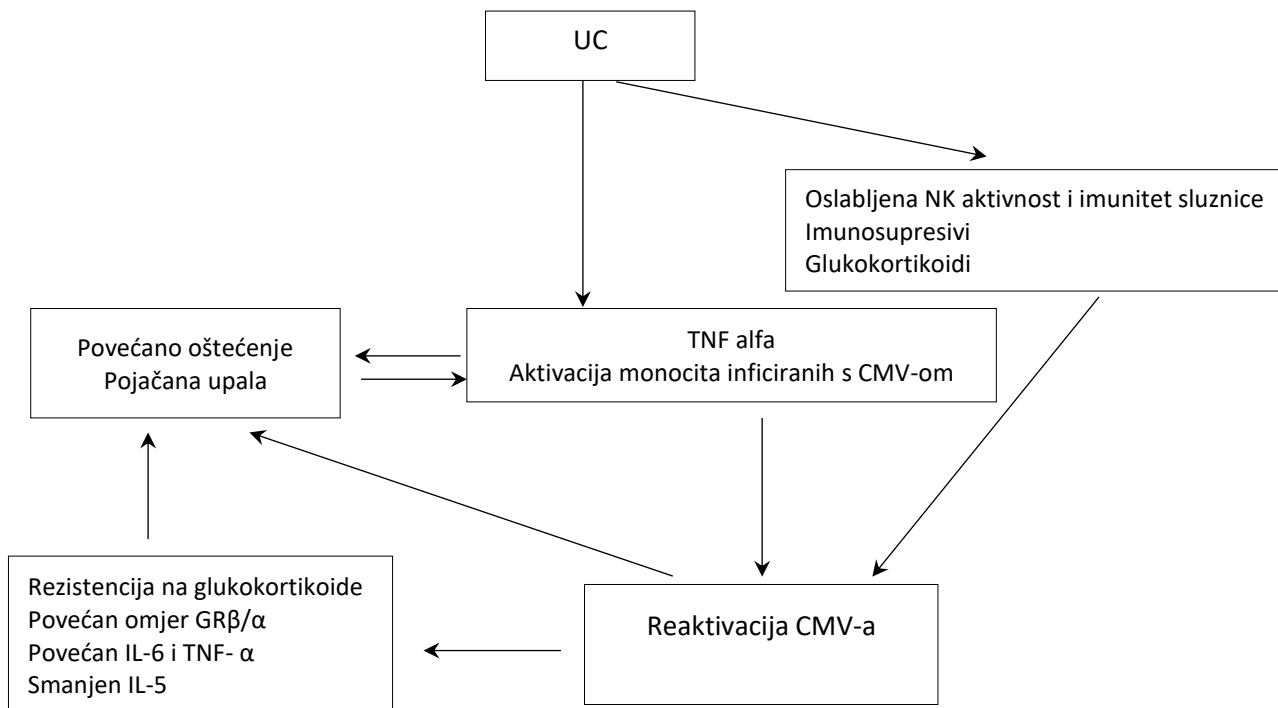 UC
Oslabljena NK aktivnost i imunitet sluznice
Imunosupresivi
Glukokortikoidi
Povećano oštećenje
Pojačana upala
TNF alfa
Aktivacija monocita inficiranih s CMV-om
Rezistencija na glukokortikoide
Povećan omjer GRβ/α
Povećan IL-6 i TNF- α
Smanjen IL-5
Reaktivacija CMV-a